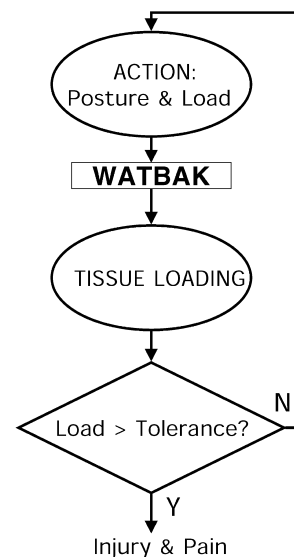 ACTION:
Posture & Load
WATBAK
TISSUE LOADING
Load > Tolerance?
N
Y
Injury & Pain